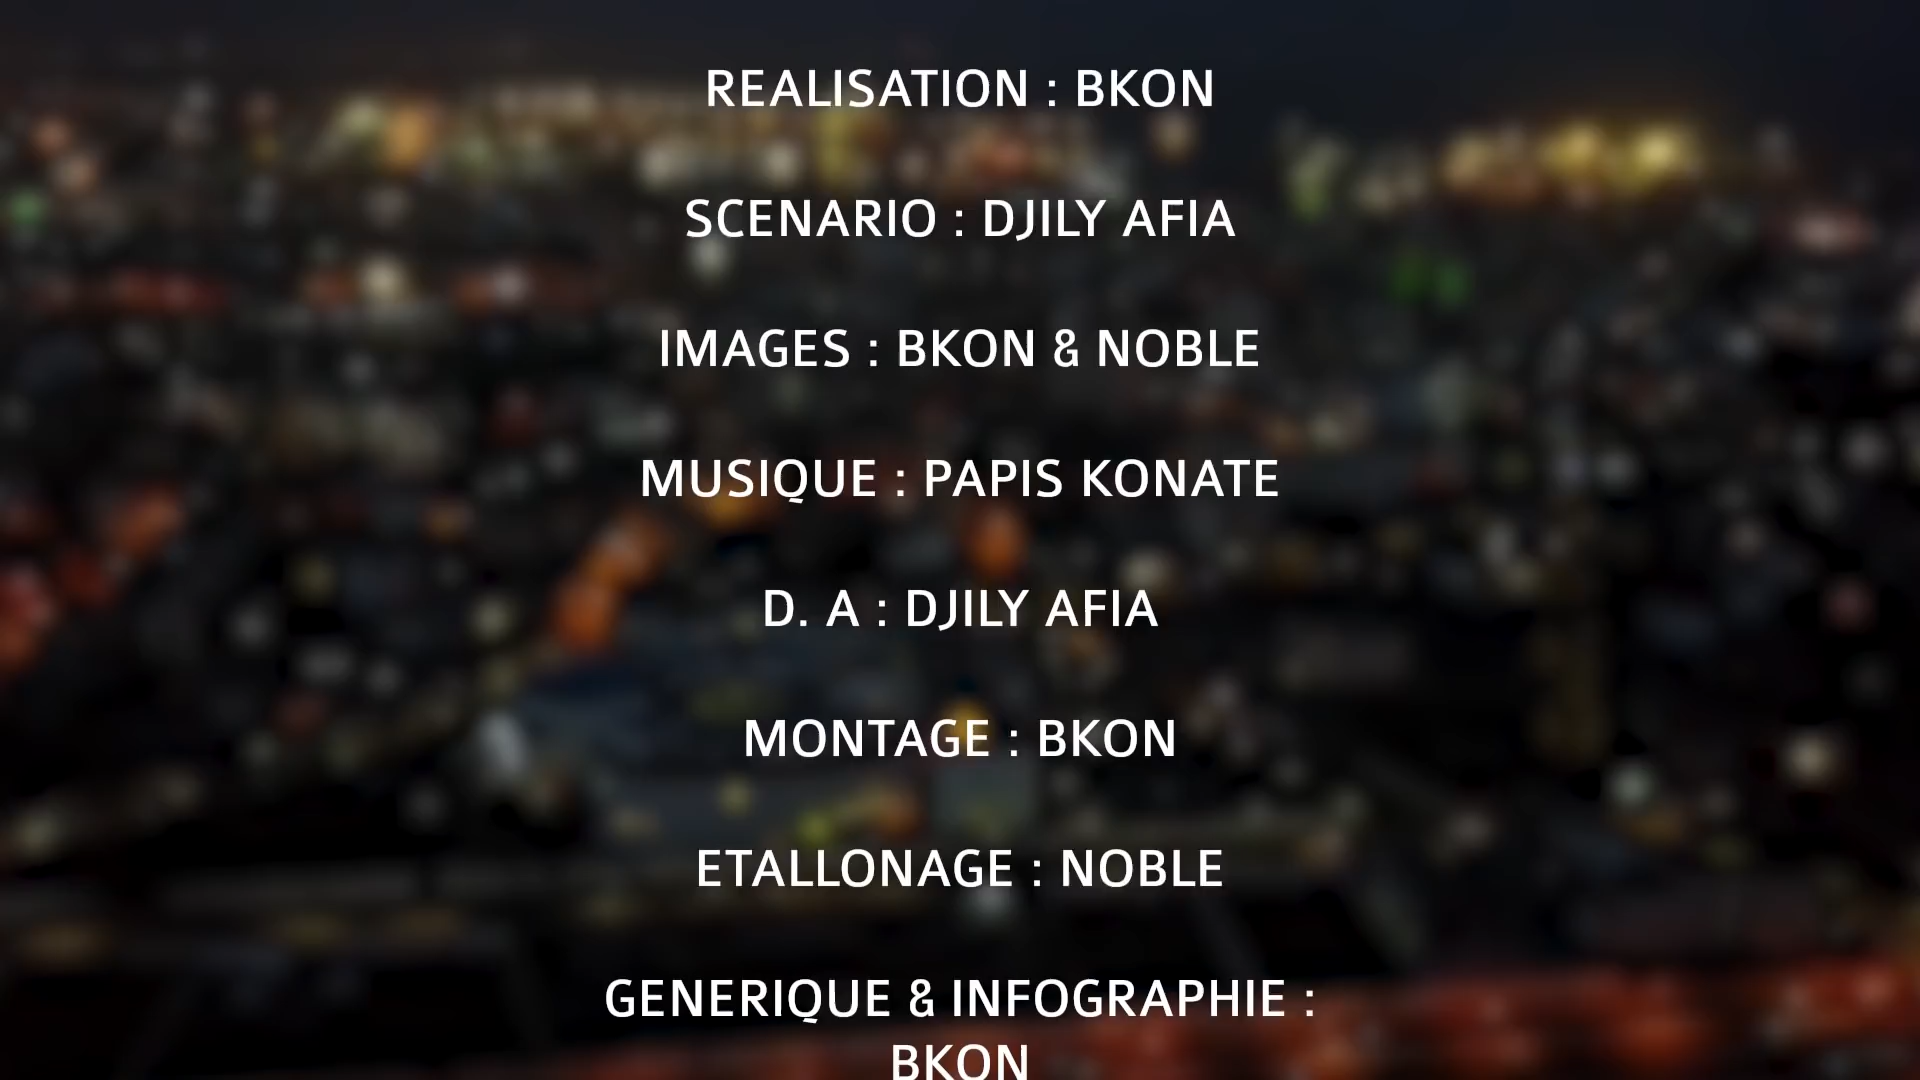 REALISATION : BKON
SCENARIO : DJILY AFIA
IMAGES : BKON & NOBLE
MUSIQUE : PAPIS KONATE
D. A : DJILY AFIA
MONTAGE : BKON
ETALLONAGE : NOBLE
GENERIQUE & INFOGRAPHIE :
BKON